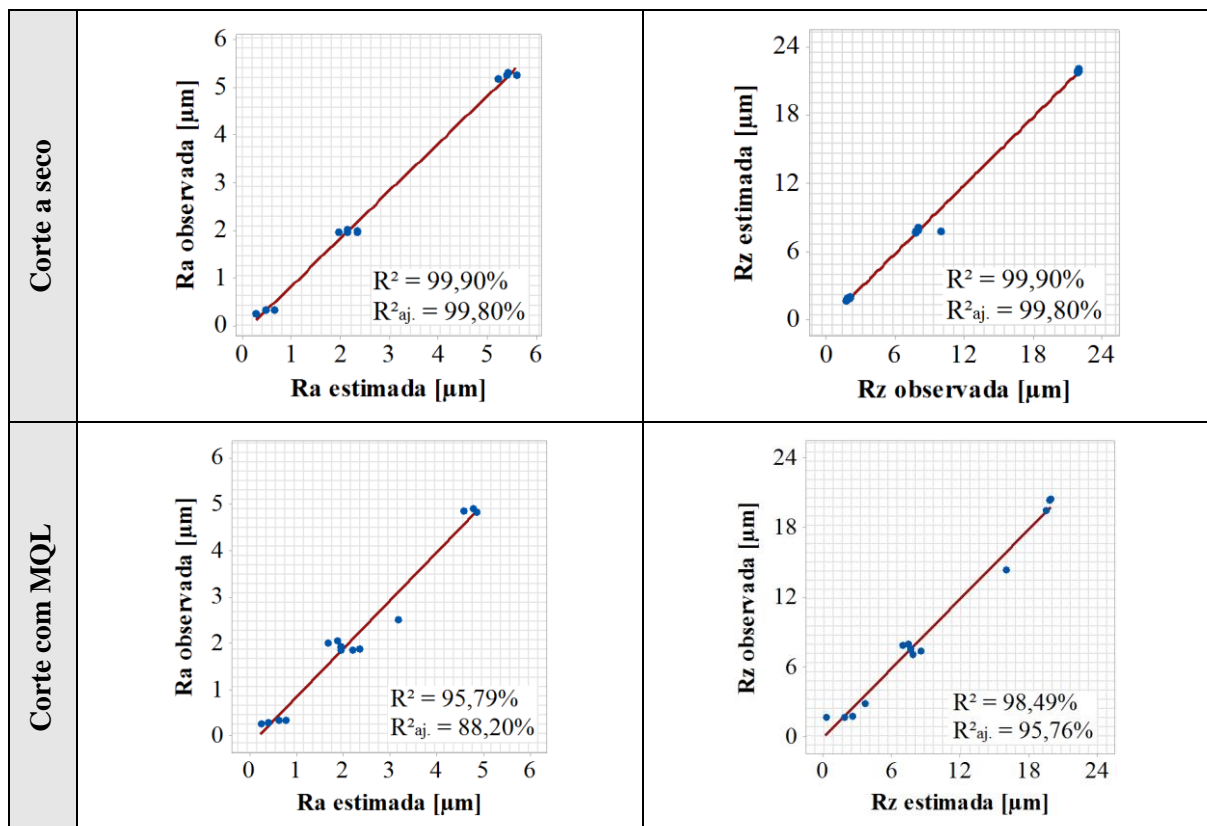 Corte a seco
Ra observada [µm]
6
5
4
3
2
1
0
R² = 99,90%
R²aj. = 99,80%
0 1 2 3 4 5 6
Ra estimada [µm]
Rz estimada [µm]
24
18
12
6
0
R² = 99,90%
R²aj. = 99,80%
0 6 12 18 24
Rz observada [µm]
Corte com MQL
Ra observada [µm]
6
5
4
3
2
1
0
R² = 95,79%
R²aj. = 88,20%
0 1 2 3 4 5 6
Ra estimada [µm]
Rz observada [µm]
24
18
12
6
0
R² = 98,49%
R²aj. = 95,76%
0 6 12 18 24
Rz estimada [µm]